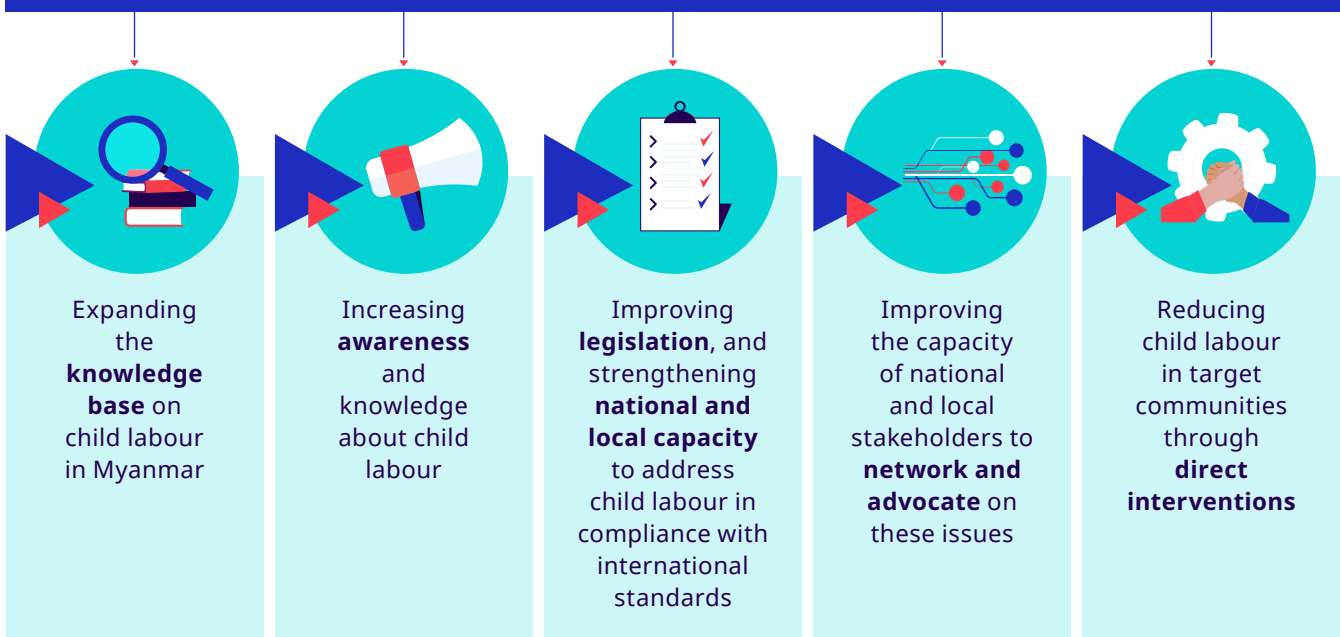 Expanding
the
knowledge
base on
child labour
in Myanmar
Increasing
awareness
and
knowledge
about child
labour
Improving
legislation, and
strengthening
national and
local capacity
to address
child labour in
compliance with
international
standards
Improving
the capacity
of national
and local
stakeholders to
network and
advocate on
these issues
Reducing
child labour
in target
communities
through
direct
interventions